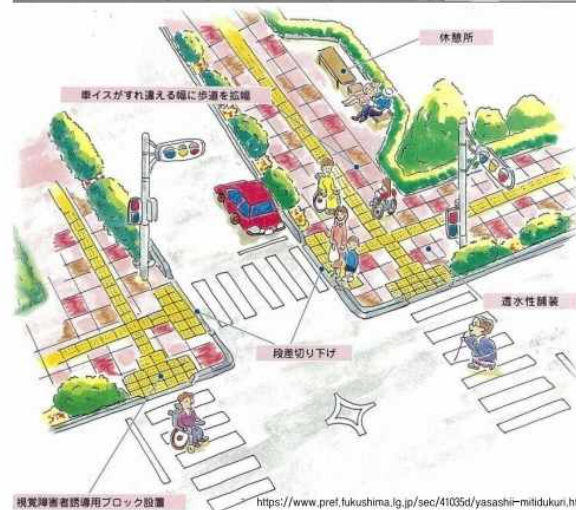 休憩所
車イスがすれ違える幅に歩道を拡幅
透水性舗装
段差切り下げ
視覚障害者誘導用ブロック設置
https://www.pref.fukushima.lg.jp/sec/41035d/yasashii-mitidukuri.h